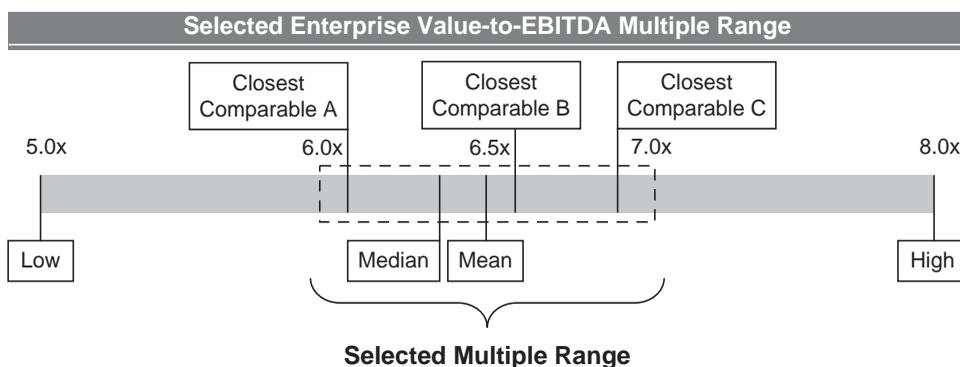 Selected Enterprise Value-to-EBITDA Multiple Range
Closest
Comparable A
Closest
Comparable B
Closest
Comparable C
5.0x
6.0x
6.5x
7.0x
8.0x
Low
Median
Mean
High
Selected Multiple Range